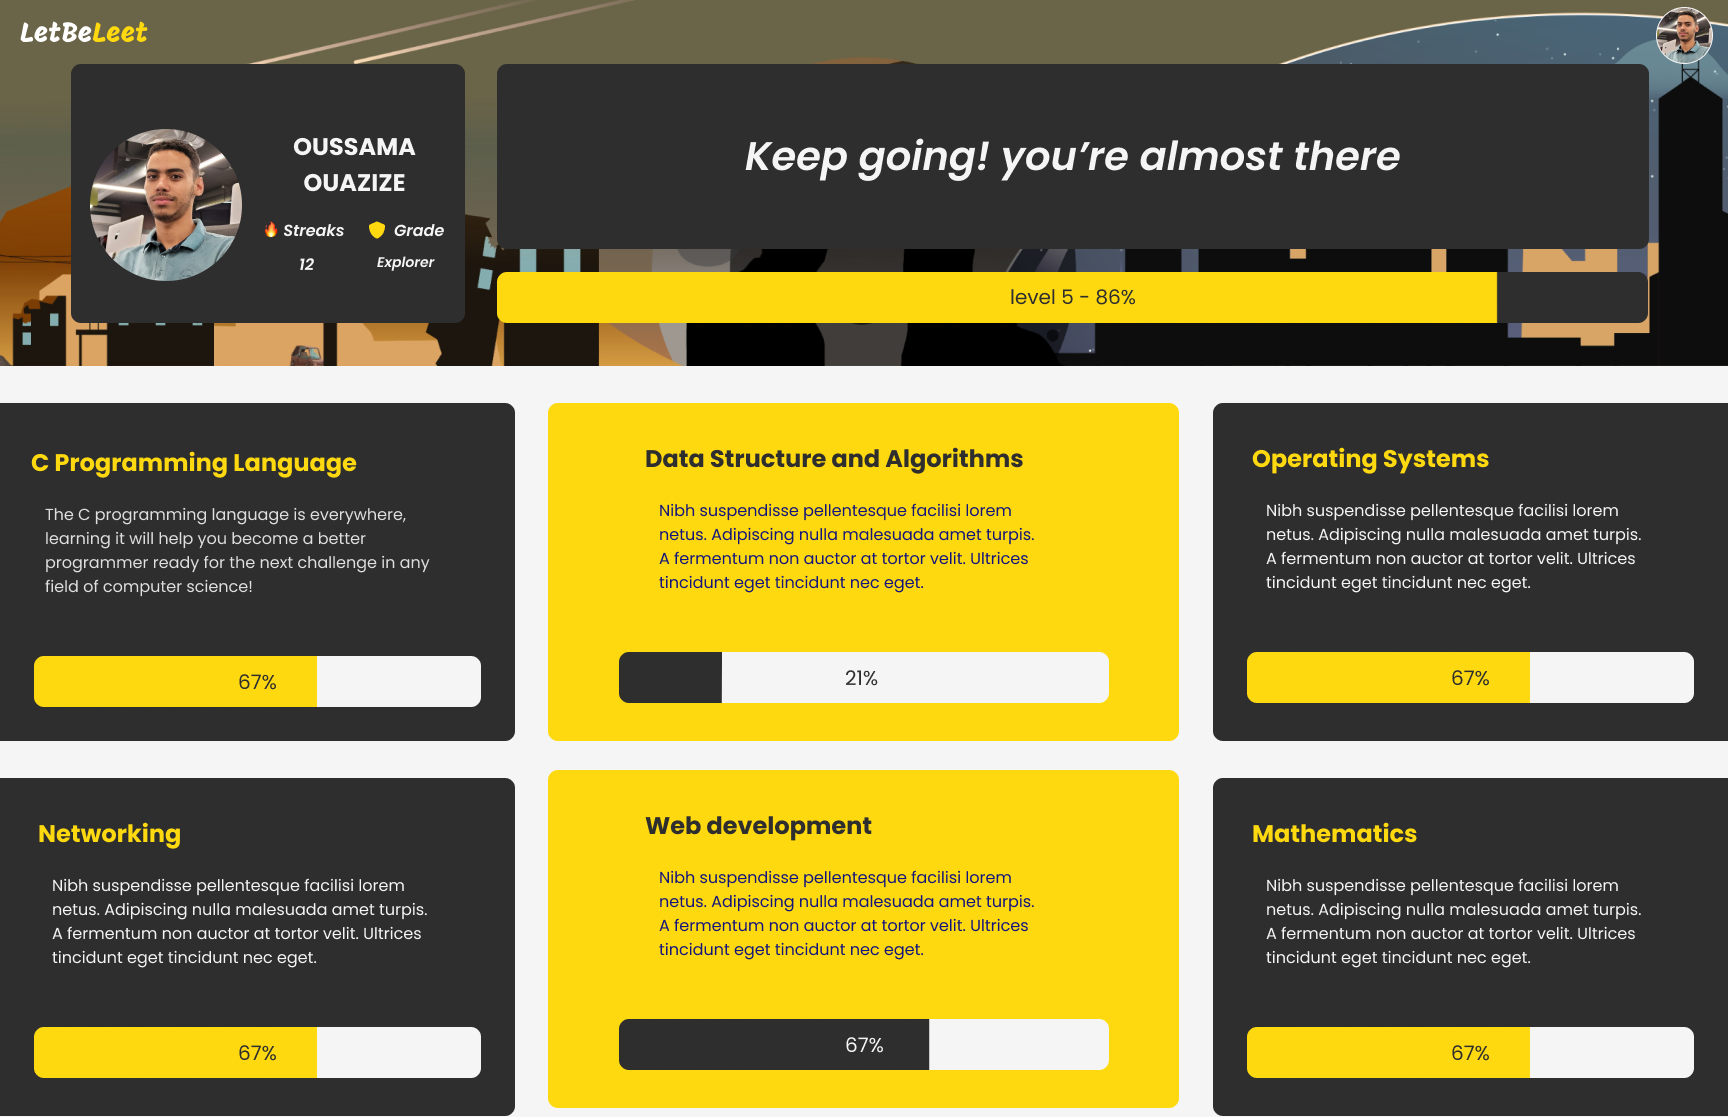 LetBeLeet
OUSSAMA
OUAZIZE
Streaks
Grade
12
Explorer
Keep going! you’re almost there
level 5 - 86%
C Programming Language
The C programming language is everywhere,
learning it will help you become a better
programmer ready for the next challenge in any
field of computer science!
67%
Data Structure and Algorithms
Nibh suspendisse pellentesque facilisi lorem
netus. Adipiscing nulla malesuada amet turpis.
A fermentum non auctor at tortor velit. Ultrices
tincidunt eget tincidunt nec eget.
21%
Operating Systems
Nibh suspendisse pellentesque facilisi lorem
netus. Adipiscing nulla malesuada amet turpis.
A fermentum non auctor at tortor velit. Ultrices
tincidunt eget tincidunt nec eget.
67%
Networking
Nibh suspendisse pellentesque facilisi lorem
netus. Adipiscing nulla malesuada amet turpis.
A fermentum non auctor at tortor velit. Ultrices
tincidunt eget tincidunt nec eget.
67%
Web development
Nibh suspendisse pellentesque facilisi lorem
netus. Adipiscing nulla malesuada amet turpis.
A fermentum non auctor at tortor velit. Ultrices
tincidunt eget tincidunt nec eget.
67%
Mathematics
Nibh suspendisse pellentesque facilisi lorem
netus. Adipiscing nulla malesuada amet turpis.
A fermentum non auctor at tortor velit. Ultrices
tincidunt eget tincidunt nec eget.
67%